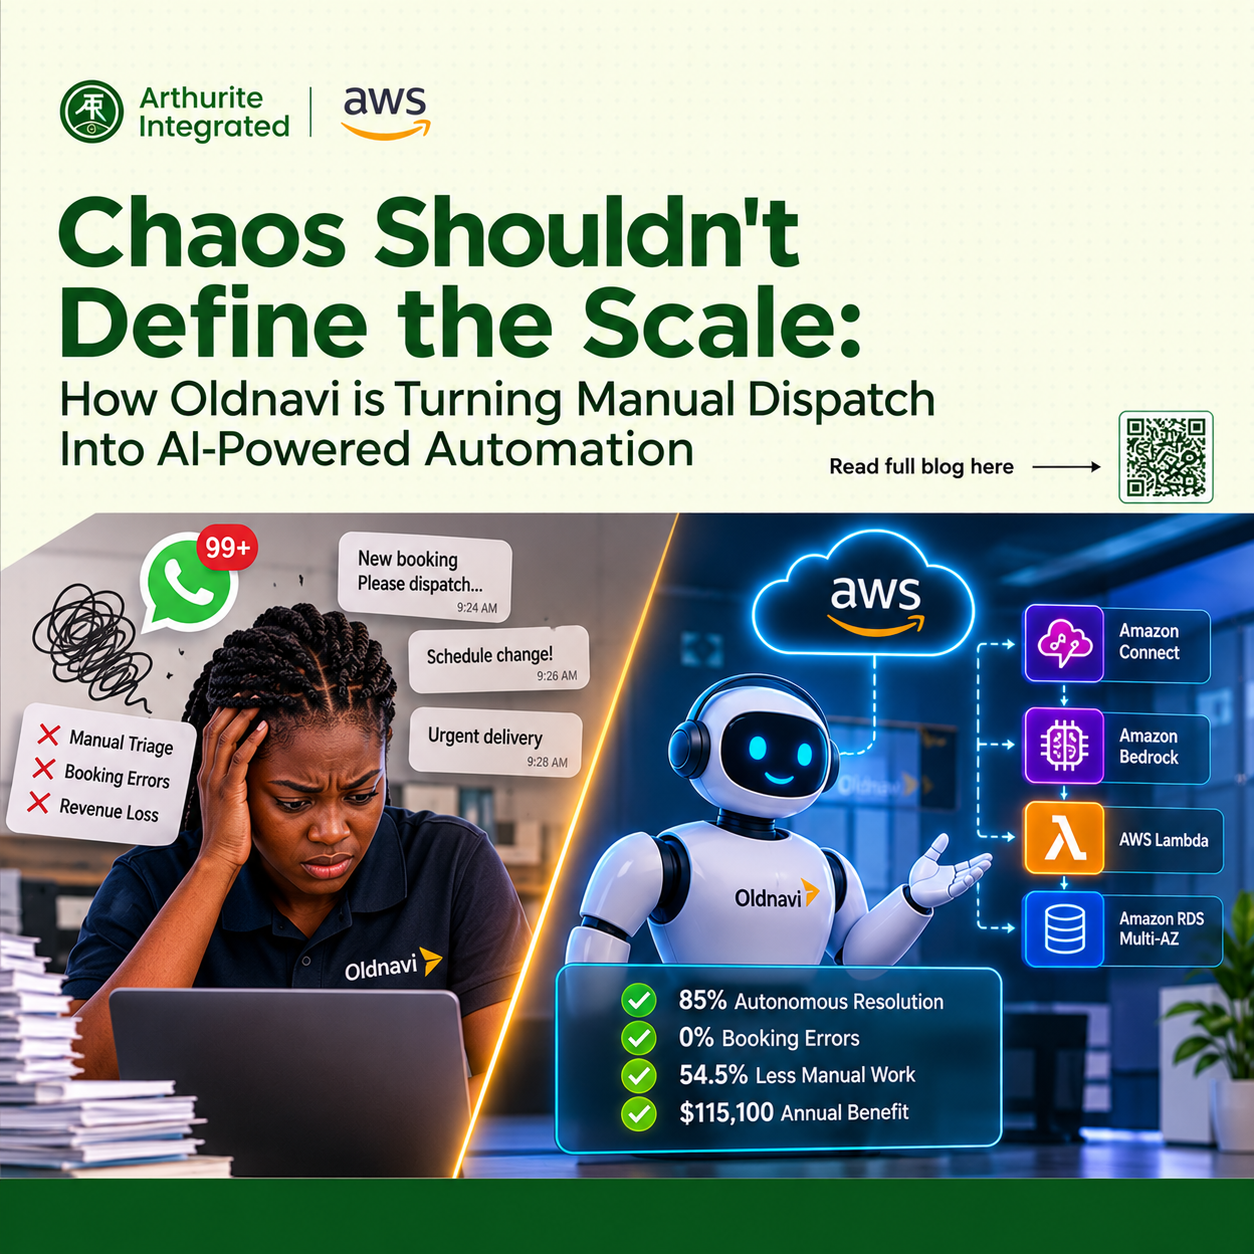 Arthurite
Integrated
aws
Chaos Shouldn't
Define the Scale:
How Oldnavi is Turning Manual Dispatch
Into AI-Powered Automation
Read full blog here
99+
New booking
Please dispatch...
9:24 AM
Schedule change!
9:26 AM
Urgent delivery
9:28 AM
Manual Triage
Booking Errors
Revenue Loss
Oldnavi
aws
Amazon
Connect
Amazon
Bedrock
AWS Lambda
Amazon RDS
Multi-AZ
Oldnavi
Oldnavi
85% Autonomous Resolution
0% Booking Errors
54.5% Less Manual Work
$115,100 Annual Benefit